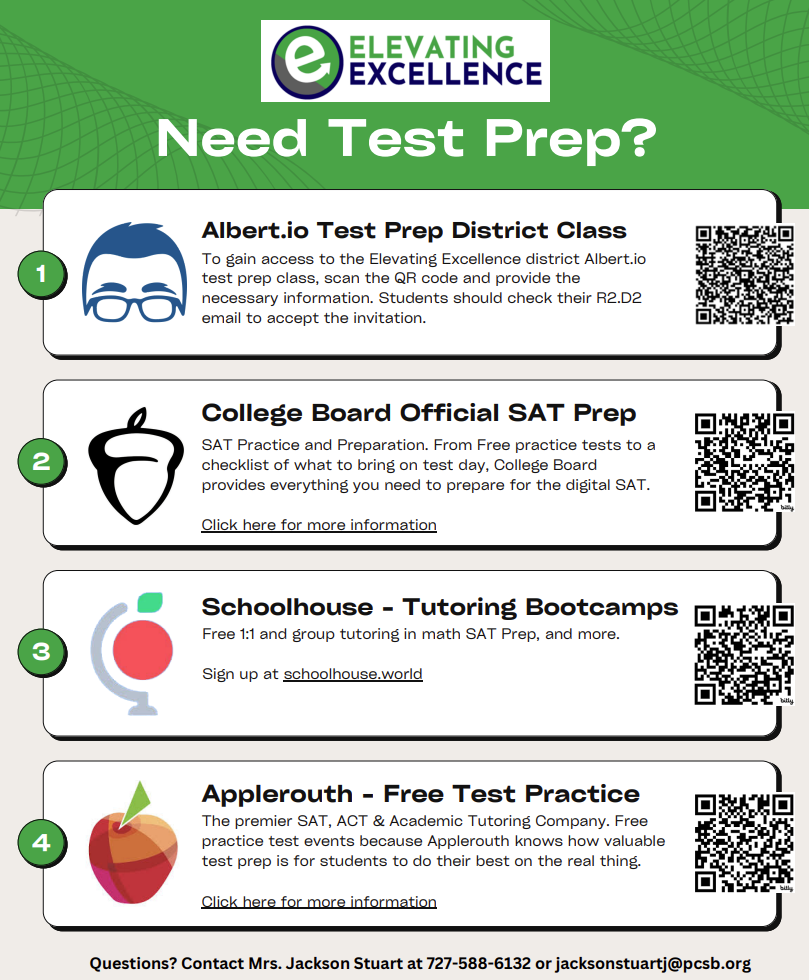 ELEVATING
EXCELLENCE
Need Test Prep?
1
Albert.io Test Prep District Class
To gain access to the Elevating Excellence district Albert.io
test prep class, scan the QR code and provide the
necessary information. Students should check their R2.D2
email to accept the invitation.
2
College Board Official SAT Prep
SAT Practice and Preparation. From Free practice tests to a
checklist of what to bring on test day, College Board
provides everything you need to prepare for the digital SAT.
Click here for more information
bitly
3
Schoolhouse - Tutoring Bootcamps
Free 1:1 and group tutoring in math SAT Prep, and more.
Sign up at schoolhouse.world
bitly
4
Applerouth - Free Test Practice
The premier SAT, ACT & Academic Tutoring Company. Free
practice test events because Applerouth knows how valuable
test prep is for students to do their best on the real thing.
Click here for more information
bitly
Questions? Contact Mrs. Jackson Stuart at 727-588-6132 or jacksonstuartj@pcsb.org